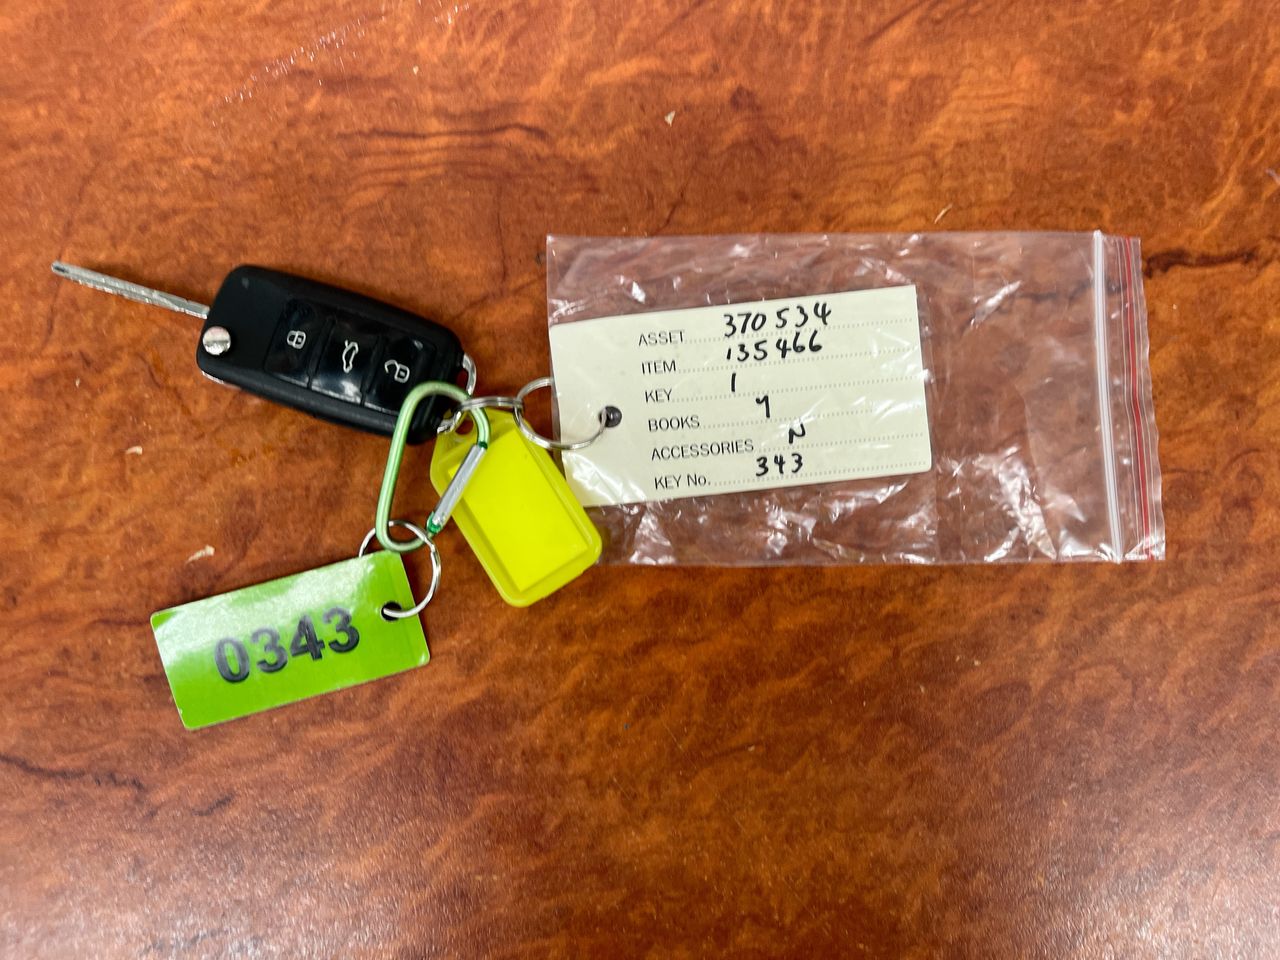 ASSET 370534
ITEM 135466
KEY 1
BOOKS Y
ACCESSORIES N
KEY No. 343
0343